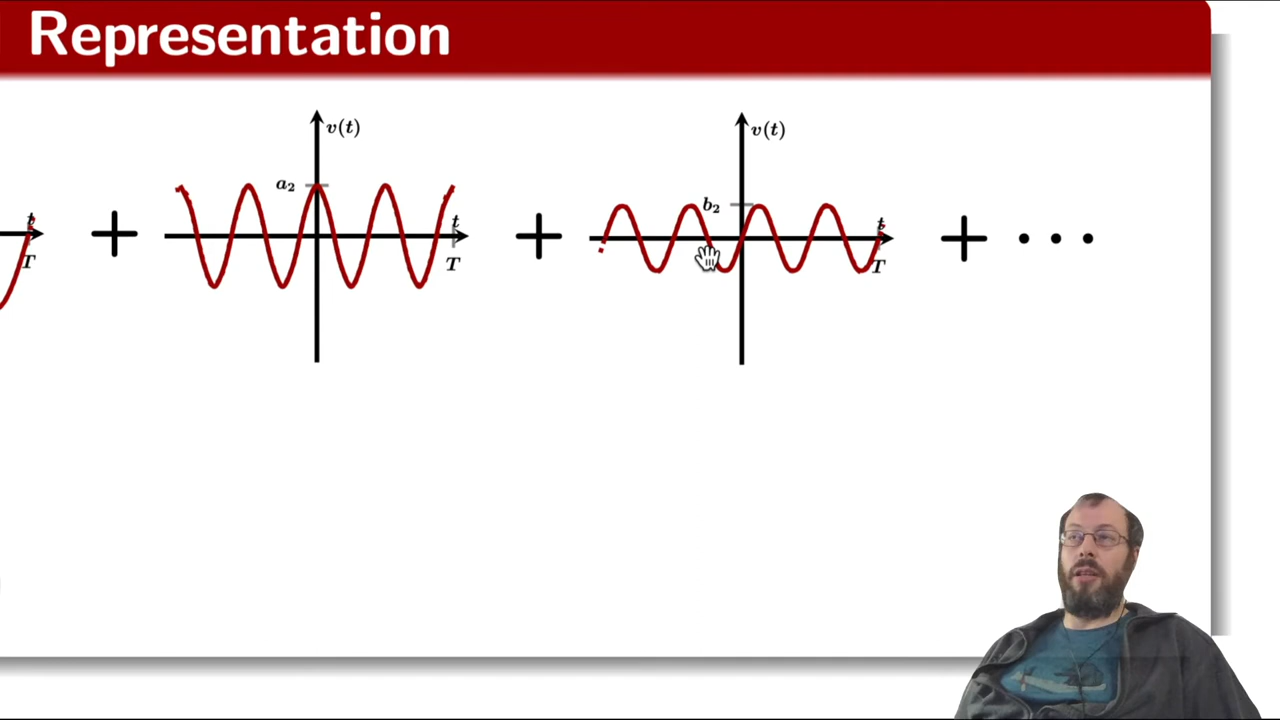 Representation
v(t)
v(t)
a₂
b₂
t
t
t
T
T
T